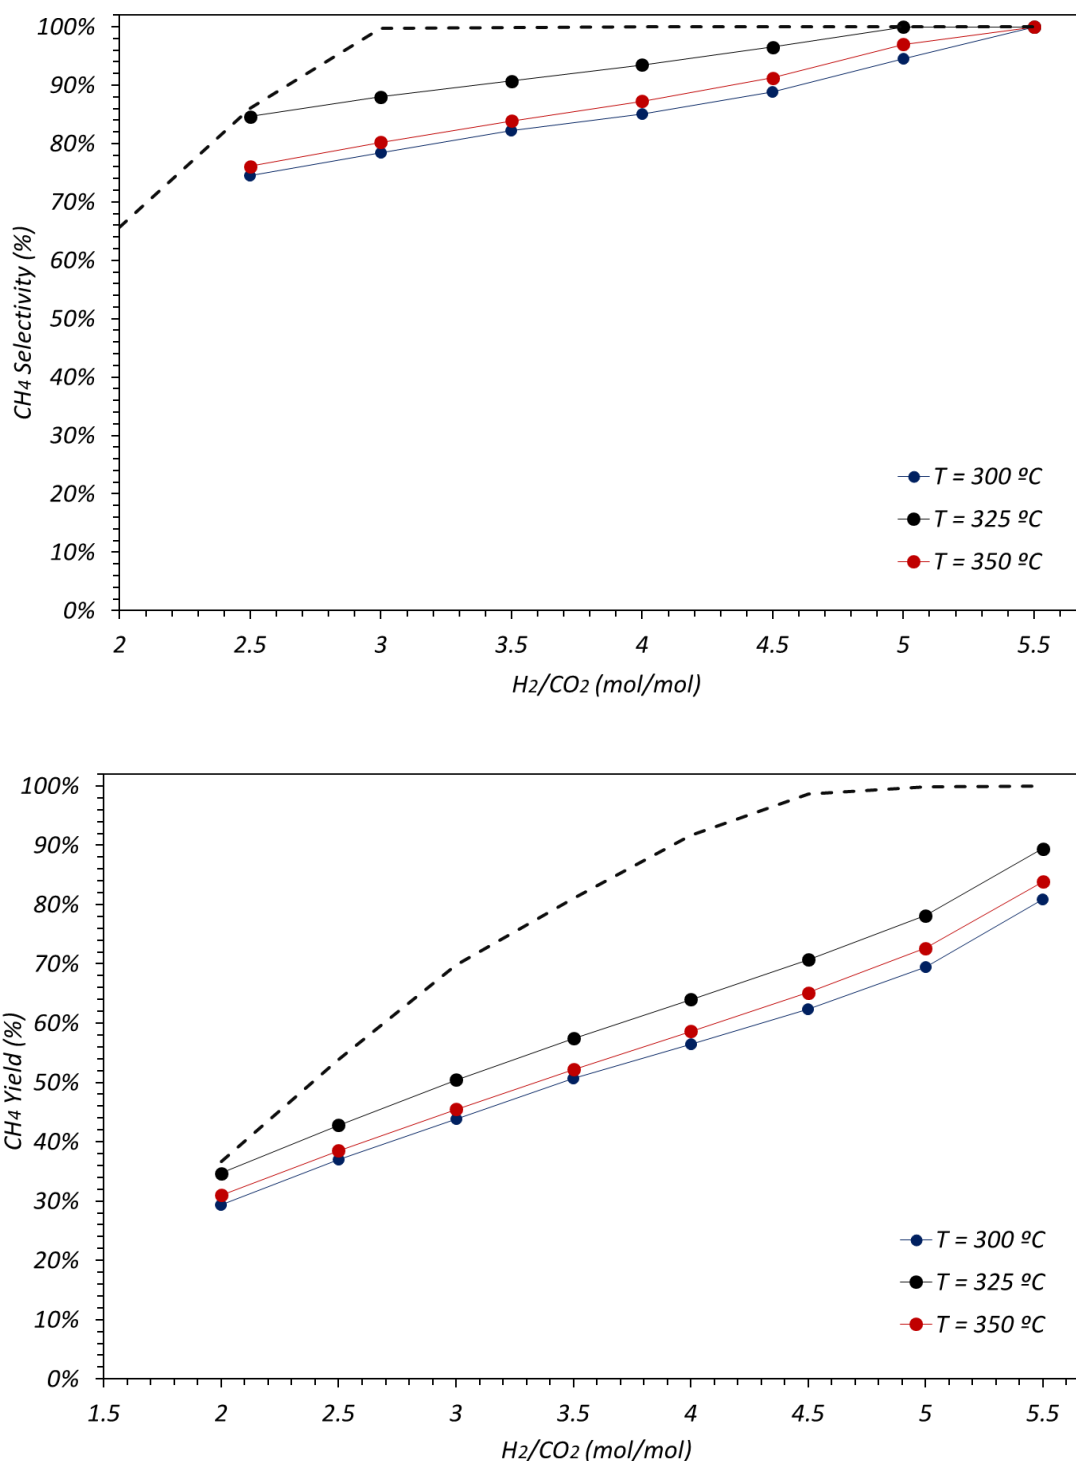 100%
90%
80%
70%
60%
50%
40%
30%
20%
10%
0%
CH4 Selectivity (%)
T = 300 ºC
T = 325 ºC
T = 350 ºC
2 2.5 3 3.5 4 4.5 5 5.5
H2/CO2 (mol/mol)
100%
90%
80%
70%
60%
50%
40%
30%
20%
10%
0%
CH4 Yield (%)
T = 300 ºC
T = 325 ºC
T = 350 ºC
1.5 2 2.5 3 3.5 4 4.5 5 5.5
H2/CO2 (mol/mol)